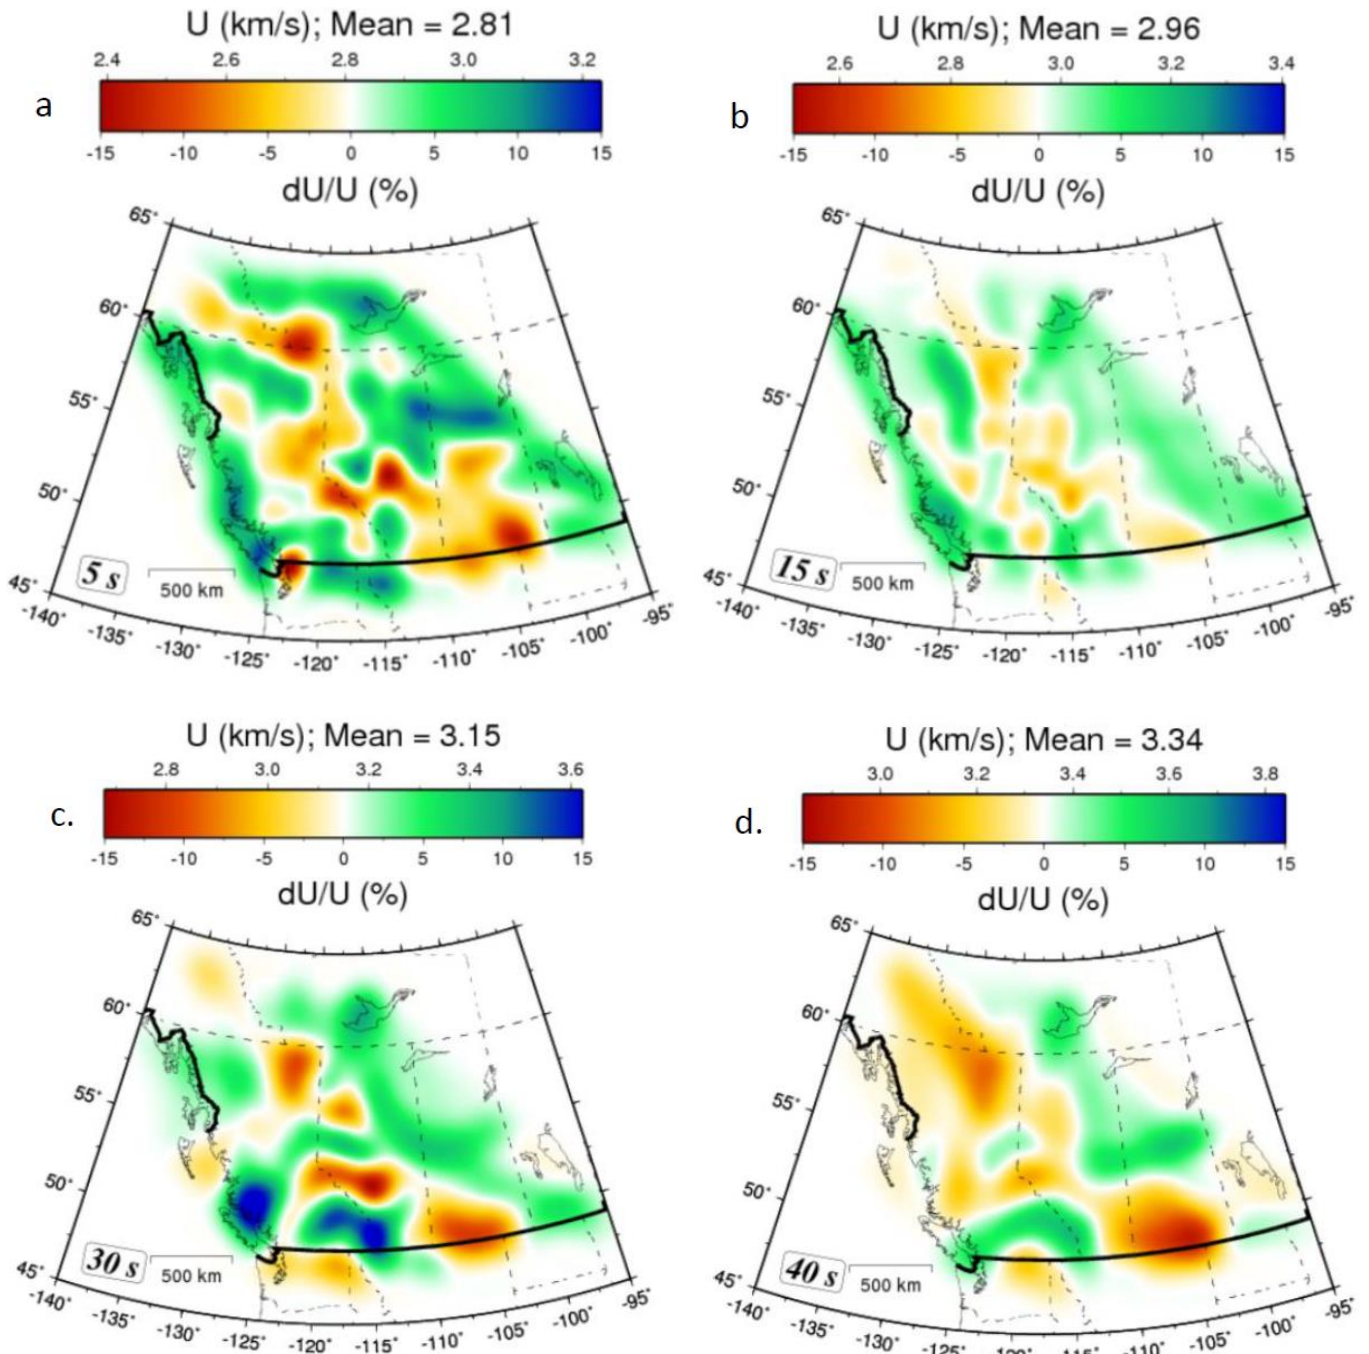 U (km/s); Mean = 2.81
2.4 2.6 2.8 3.0 3.2
a
-15 -10 -5 0 5 10 15
dU/U (%)
65°
60°
55°
50°
45°
5 s
500 km
-140° -135° -130° -125° -120° -115° -110° -105° -100° -95°
U (km/s); Mean = 2.96
2.6 2.8 3.0 3.2 3.4
b
-15 -10 -5 0 5 10 15
dU/U (%)
65°
60°
55°
50°
45°
15 s
500 km
-140° -135° -130° -125° -120° -115° -110° -105° -100° -95°
U (km/s); Mean = 3.15
2.8 3.0 3.2 3.4 3.6
c.
-15 -10 -5 0 5 10 15
dU/U (%)
65°
60°
55°
50°
45°
30 s
500 km
-140° -135° -130° -125° -120° -115° -110° -105° -100° -95°
U (km/s); Mean = 3.34
3.0 3.2 3.4 3.6 3.8
d.
-15 -10 -5 0 5 10 15
dU/U (%)
65°
60°
55°
50°
45°
40 s
500 km
-140° -135° -130° -125° -120° -115° -110° -105° -100° -95°